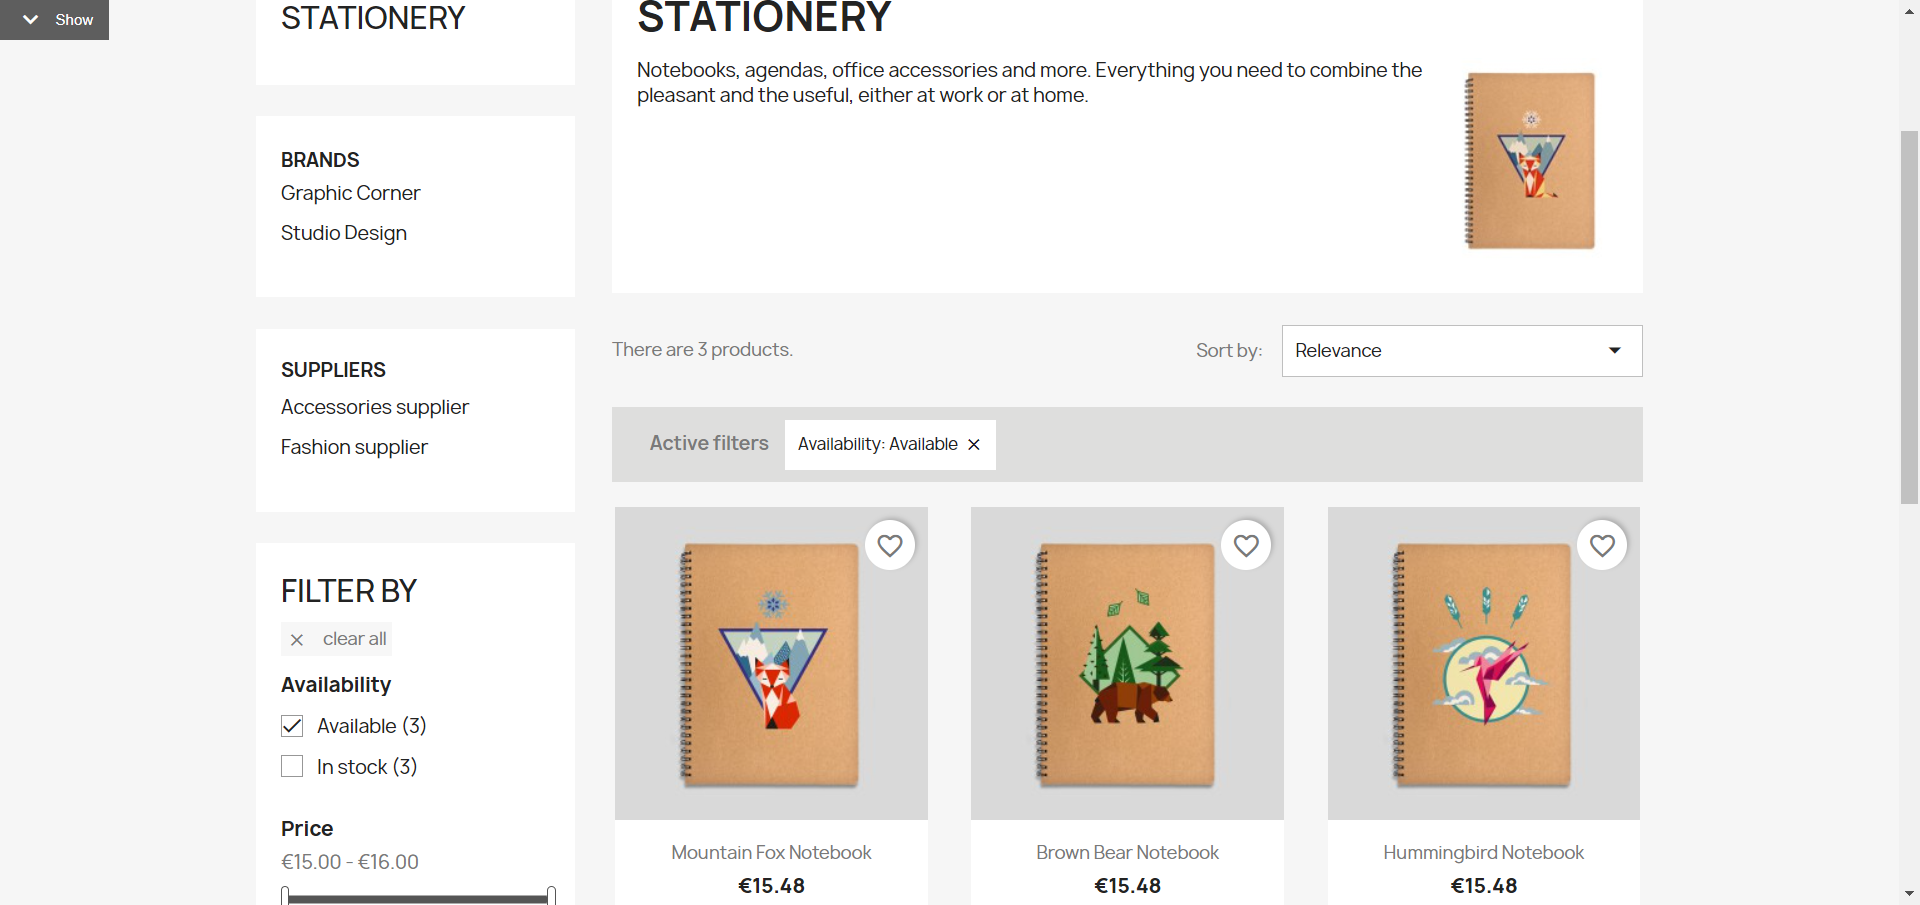 Show
STATIONERY
BRANDS
Graphic Corner
Studio Design
SUPPLIERS
Accessories supplier
Fashion supplier
FILTER BY
clear all
Availability
Available (3)
In stock (3)
Price
€15.00 - €16.00
STATIONERY
Notebooks, agendas, office accessories and more. Everything you need to combine the
pleasant and the useful, either at work or at home.
There are 3 products.
Sort by:
Relevance
Active filters
Availability: Available
Mountain Fox Notebook
€15.48
Brown Bear Notebook
€15.48
Hummingbird Notebook
€15.48